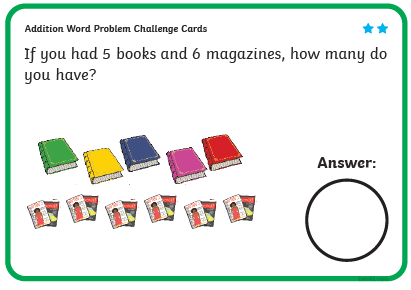 Addition Word Problem Challenge Cards
If you had 5 books and 6 magazines, how many do
you have?
Answer: